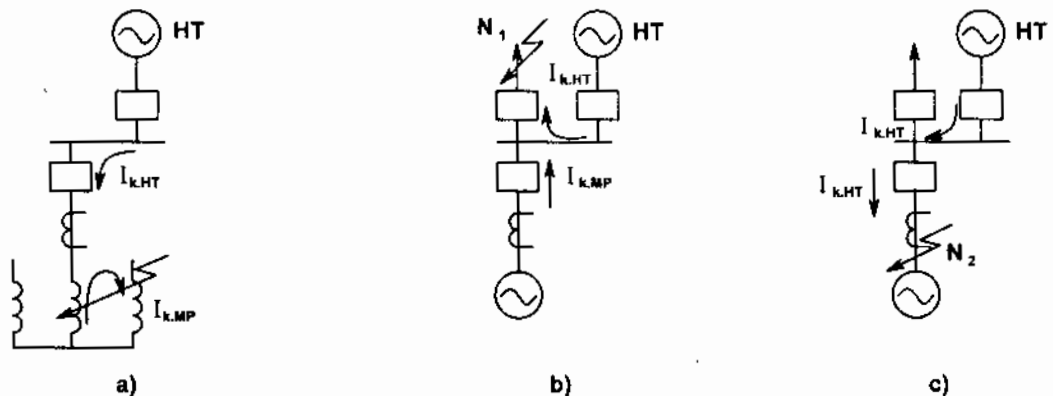 HT
I k.HT
I k.MP
a)
N 1
HT
I k.HT
I k.MP
b)
HT
I k.HT
I k.HT
N 2
c)